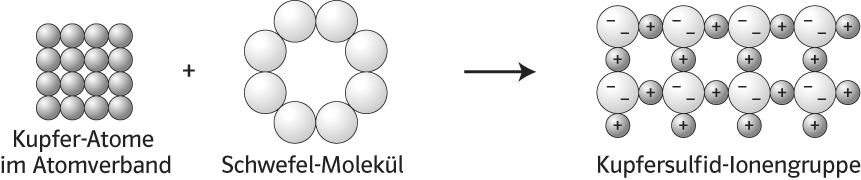 +
− − + − − + − − + − − +
+ + + +
− − + − − + − − + − − +
+ + + +
Kupfer-Atome
im Atomverband
Schwefel-Molekül
Kupfersulfid-Ionengruppe